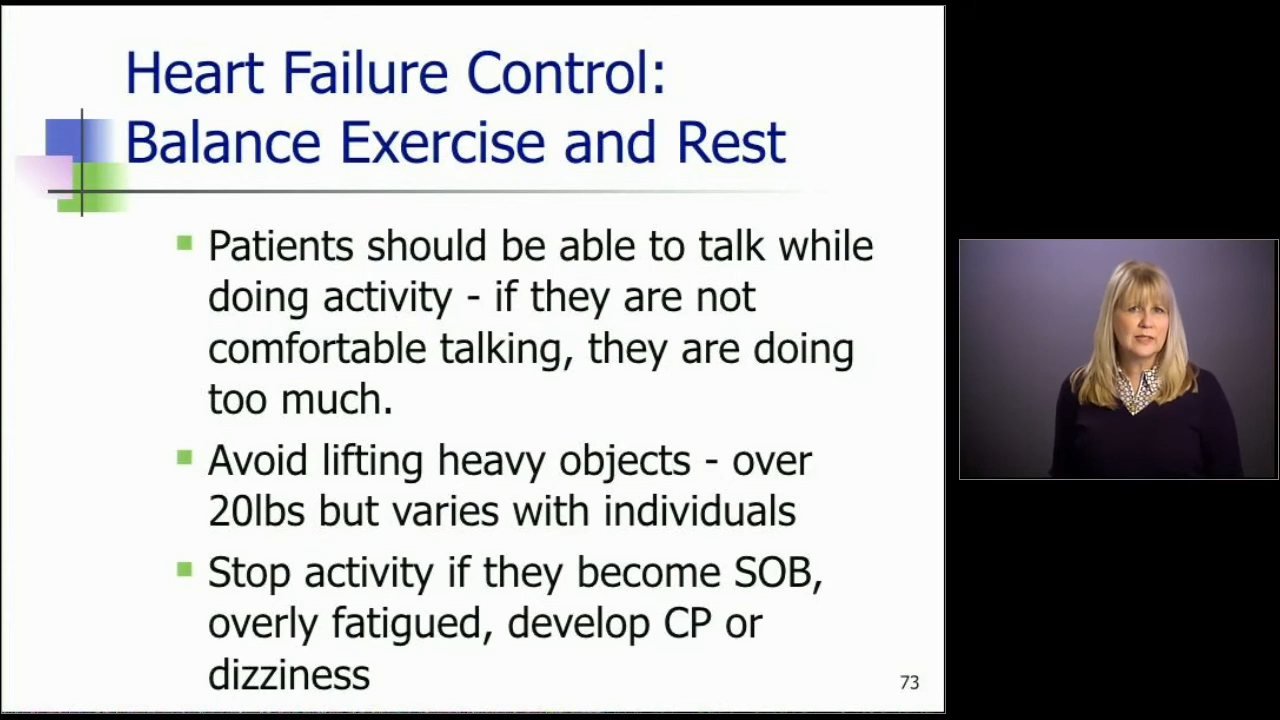 Heart Failure Control:
Balance Exercise and Rest
Patients should be able to talk while
doing activity - if they are not
comfortable talking, they are doing
too much.
Avoid lifting heavy objects - over
20lbs but varies with individuals
Stop activity if they become SOB,
overly fatigued, develop CP or
dizziness
73